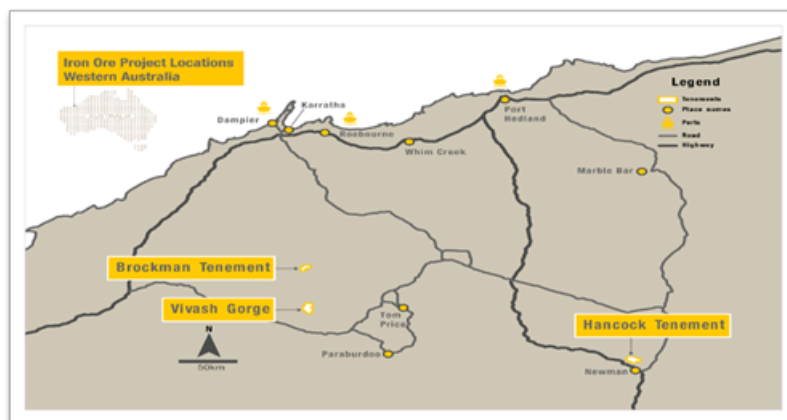 Iron Ore Project Locations
Western Australia
Legend
Tenements
Place names
Ports
Road
Highway
Karratha
Dampier
Roebourne
Port
Hedland
Whim Creek
Marble Bar
Brockman Tenement
Vivash Gorge
Tom
Price
Hancock Tenement
N
50km
Paraburdoo
Newman